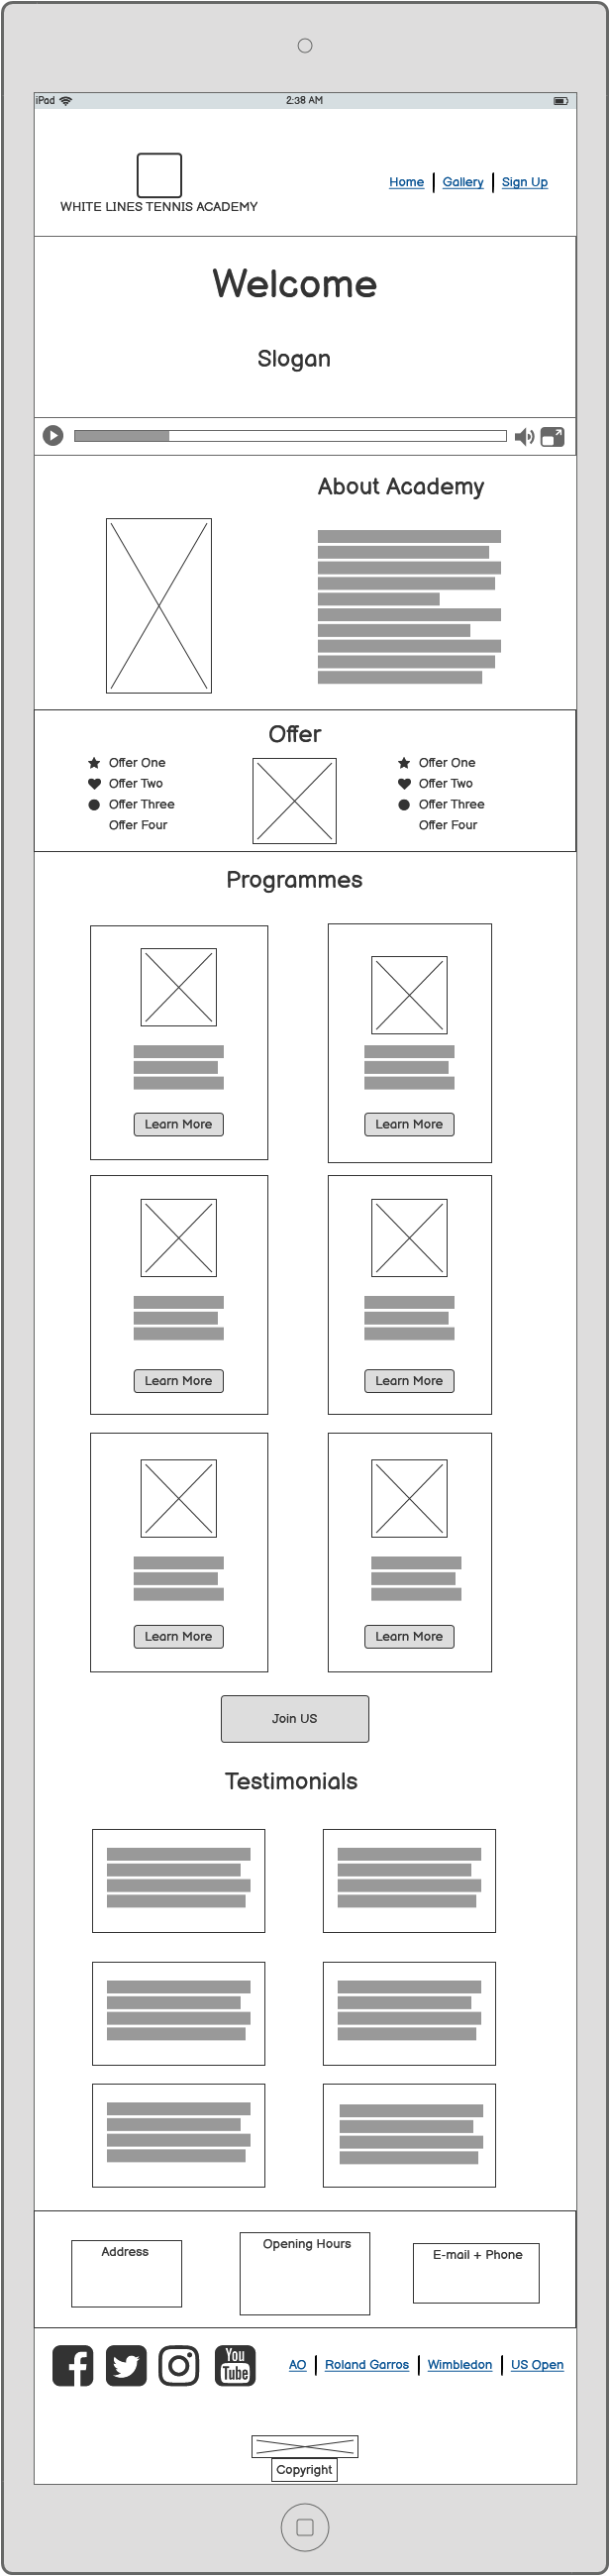 iPad
2:38 AM
WHITE LINES TENNIS ACADEMY
Home
Gallery
Sign Up
Welcome
Slogan
About Academy
Offer
Offer One
Offer Two
Offer Three
Offer Four
Offer One
Offer Two
Offer Three
Offer Four
Programmes
Learn More
Learn More
Learn More
Learn More
Learn More
Learn More
Join US
Testimonials
Address
Opening Hours
E-mail + Phone
You
Tube
AO
Roland Garros
Wimbledon
US Open
Copyright